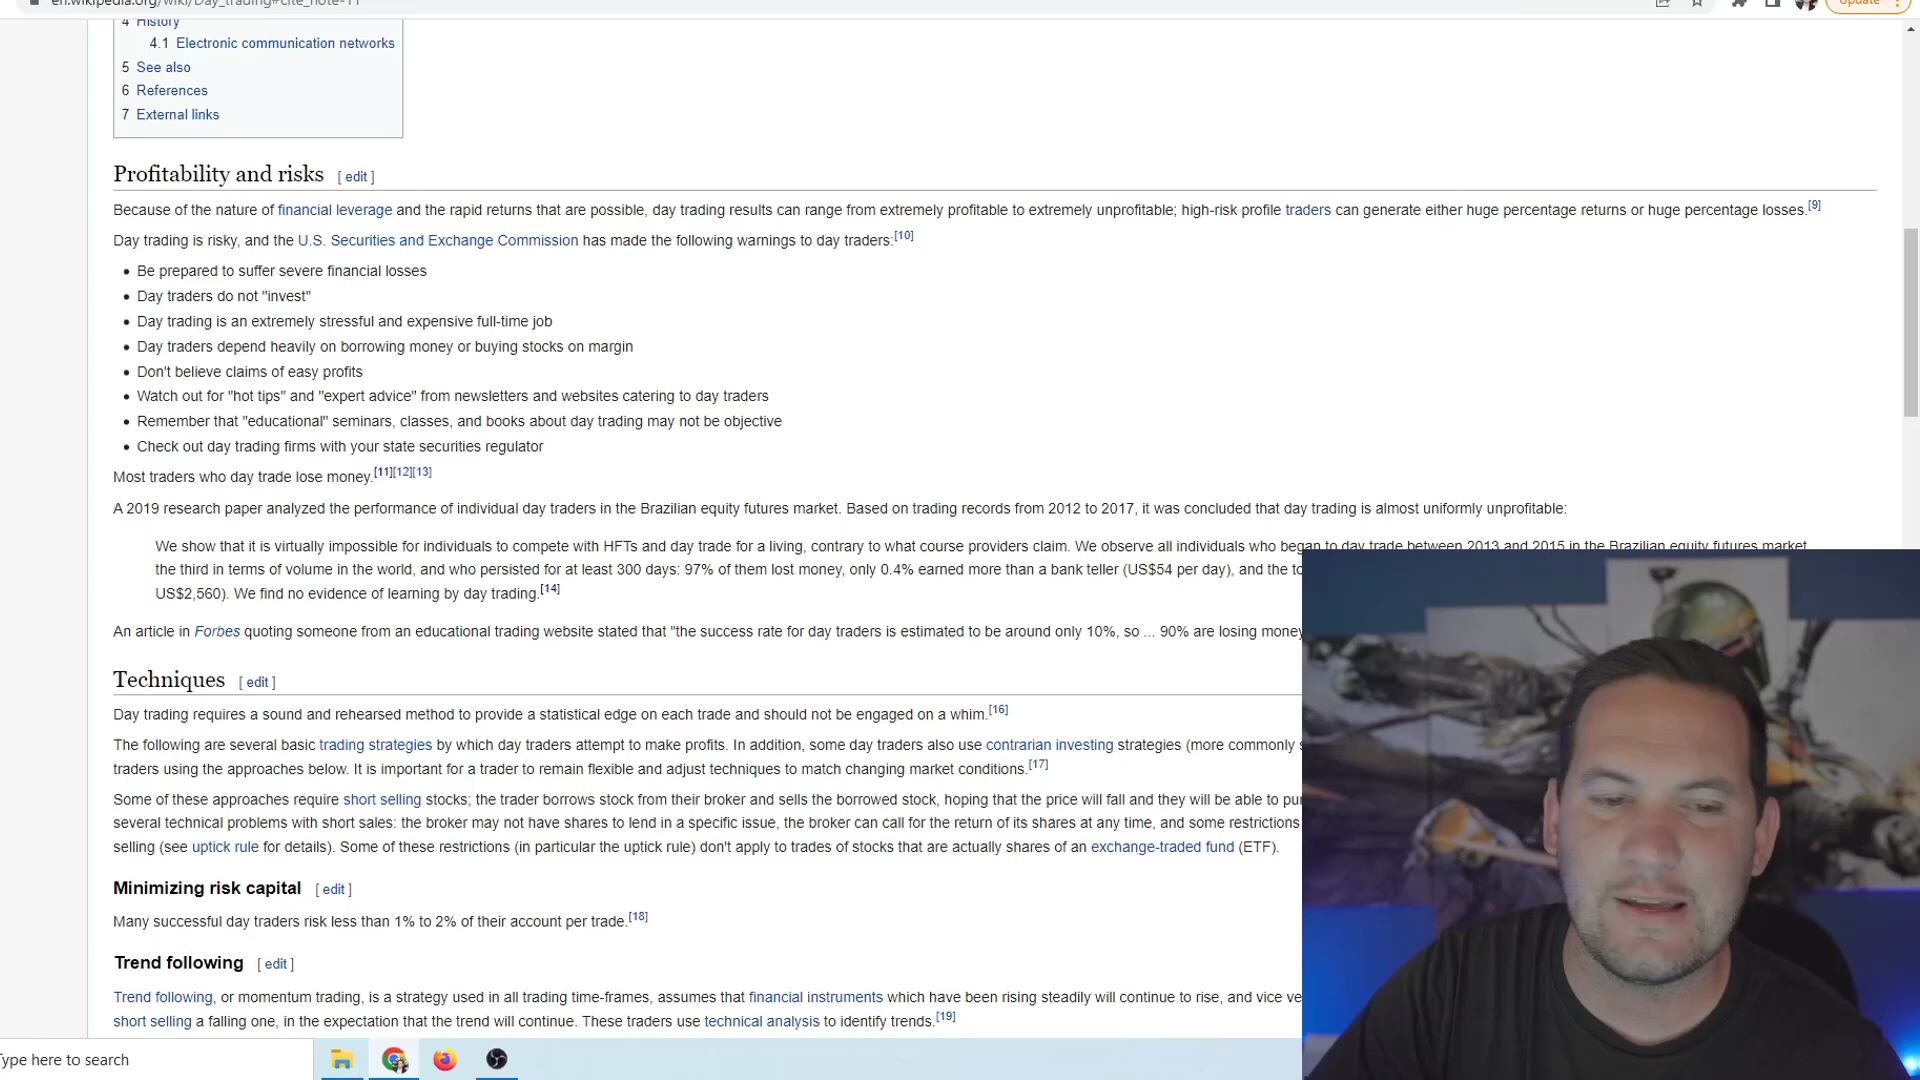 en.wikipedia.org/wiki/Day_trading#cite_note-11
Update
4 History
4.1 Electronic communication networks
5 See also
6 References
7 External links
Profitability and risks [ edit ]
Because of the nature of financial leverage and the rapid returns that are possible, day trading results can range from extremely profitable to extremely unprofitable; high-risk profile traders can generate either huge percentage returns or huge percentage losses.[9]
Day trading is risky, and the U.S. Securities and Exchange Commission has made the following warnings to day traders:[10]
• Be prepared to suffer severe financial losses
• Day traders do not "invest"
• Day trading is an extremely stressful and expensive full-time job
• Day traders depend heavily on borrowing money or buying stocks on margin
• Don't believe claims of easy profits
• Watch out for "hot tips" and "expert advice" from newsletters and websites catering to day traders
• Remember that "educational" seminars, classes, and books about day trading may not be objective
• Check out day trading firms with your state securities regulator
Most traders who day trade lose money.[11][12][13]
A 2019 research paper analyzed the performance of individual day traders in the Brazilian equity futures market. Based on trading records from 2012 to 2017, it was concluded that day trading is almost uniformly unprofitable:
We show that it is virtually impossible for individuals to compete with HFTs and day trade for a living, contrary to what course providers claim. We observe all individuals who began to day trade between 2013 and 2015 in the Brazilian equity futures market
the third in terms of volume in the world, and who persisted for at least 300 days: 97% of them lost money, only 0.4% earned more than a bank teller (US$54 per day), and the
US$2,560). We find no evidence of learning by day trading.[14]
An article in Forbes quoting someone from an educational trading website stated that "the success rate for day traders is estimated to be around only 10%, so ... 90% are losing money
Techniques [ edit ]
Day trading requires a sound and rehearsed method to provide a statistical edge on each trade and should not be engaged on a whim.[16]
The following are several basic trading strategies by which day traders attempt to make profits. In addition, some day traders also use contrarian investing strategies (more commonly
traders using the approaches below. It is important for a trader to remain flexible and adjust techniques to match changing market conditions.[17]
Some of these approaches require short selling stocks; the trader borrows stock from their broker and sells the borrowed stock, hoping that the price will fall and they will be able to
several technical problems with short sales: the broker may not have shares to lend in a specific issue, the broker can call for the return of its shares at any time, and some restrictions
selling (see uptick rule for details). Some of these restrictions (in particular the uptick rule) don't apply to trades of stocks that are actually shares of an exchange-traded fund (ETF).
Minimizing risk capital [ edit ]
Many successful day traders risk less than 1% to 2% of their account per trade.[18]
Trend following [ edit ]
Trend following, or momentum trading, is a strategy used in all trading time-frames, assumes that financial instruments which have been rising steadily will continue to rise, and vice
short selling a falling one, in the expectation that the trend will continue. These traders use technical analysis to identify trends.[19]
Type here to search